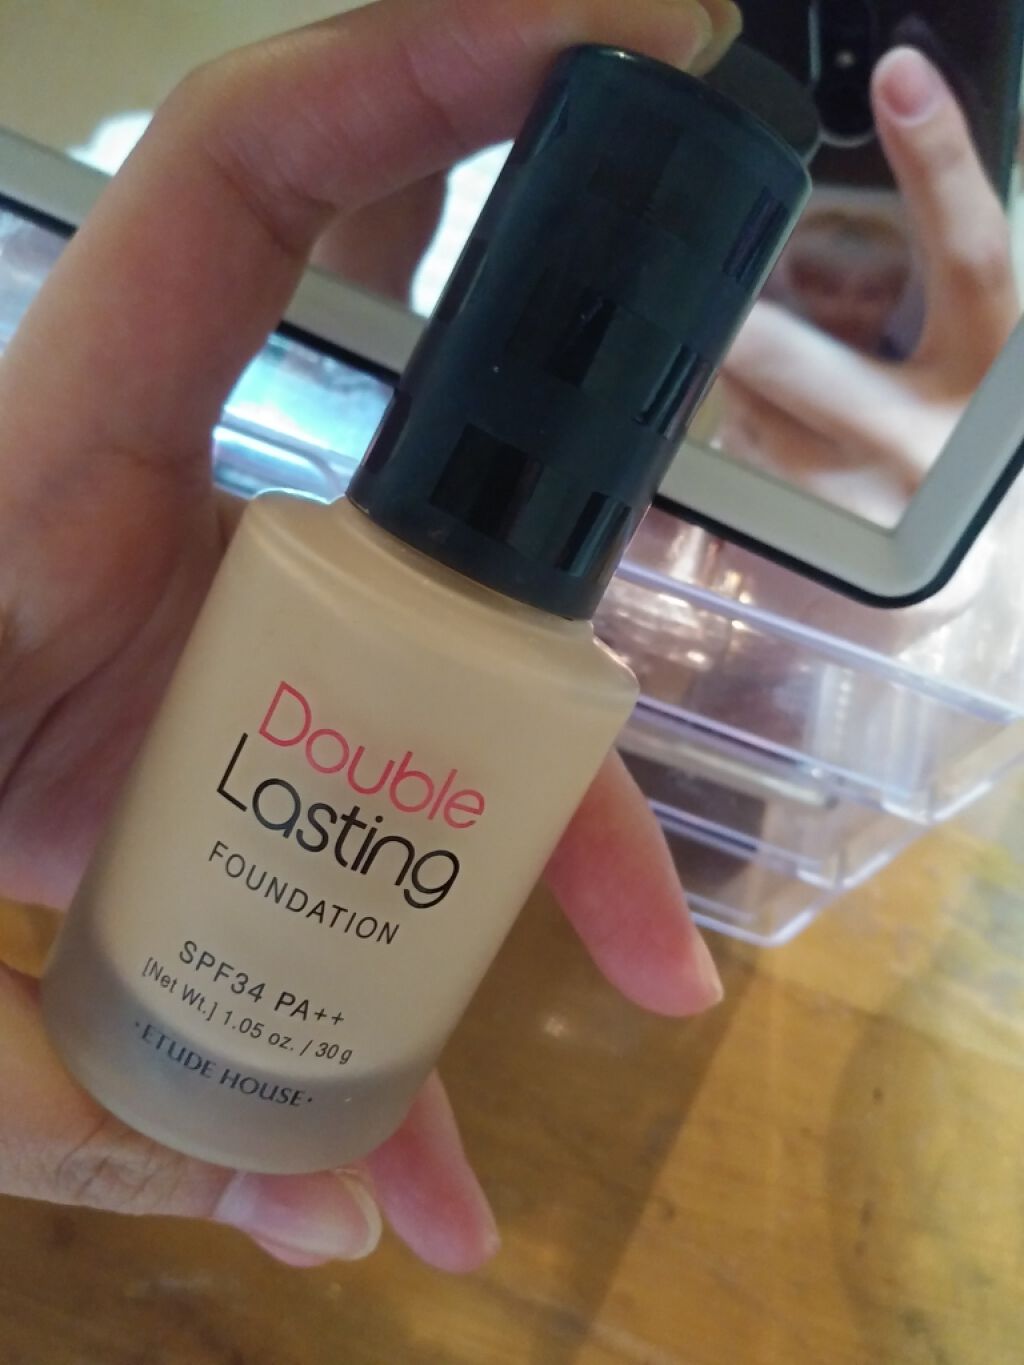 Double
Lasting
FOUNDATION
SPF34 PA++
[Net Wt.] 1.05 oz. / 30g
·ETUDE HOUSE·